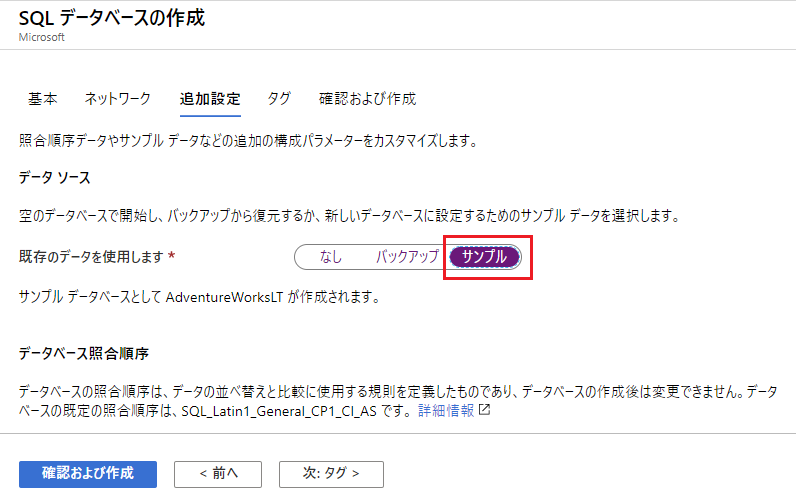 SQL データベースの作成
Microsoft
基本 ネットワーク 追加設定 タグ 確認および作成
照合順序データやサンプル データなどの追加の構成パラメーターをカスタマイズします。
データ ソース
空のデータベースで開始し、バックアップから復元するか、新しいデータベースに設定するためのサンプル データを選択します。
既存のデータを使用します * なし バックアップ サンプル
サンプル データベースとして AdventureWorksLT が作成されます。
データベース照合順序
データベースの照合順序は、データの並べ替えと比較に使用する規則を定義したものであり、データベースの作成後は変更できません。データ
ベースの既定の照合順序は、SQL_Latin1_General_CP1_CI_AS です。 詳細情報
確認および作成 < 前へ 次: タグ >